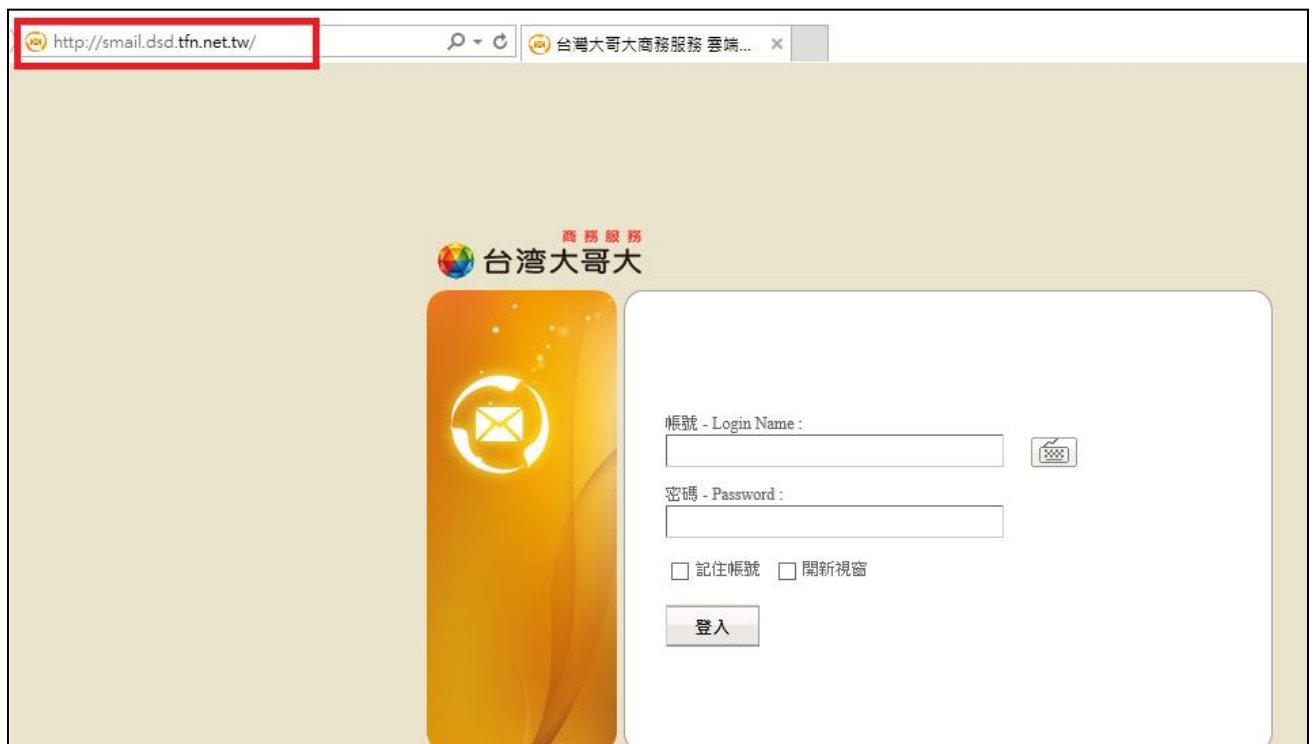 http://smail.dsd.tfn.net.tw/
台灣大哥大商務服務 雲端...
商務服務
台灣大哥大
帳號 - Login Name :
密碼 - Password :
記住帳號 開新視窗
登入